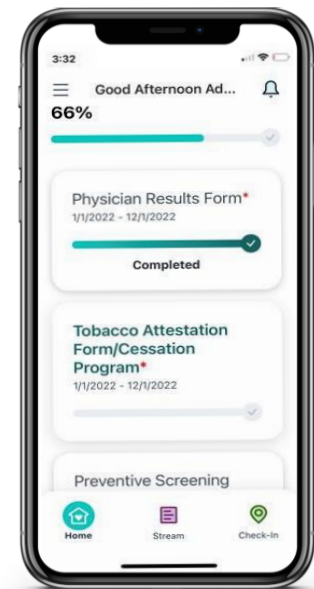 3:32
Good Afternoon Ad...
66%
Physician Results Form*
1/1/2022 - 12/1/2022
Completed
Tobacco Attestation
Form/Cessation
Program*
1/1/2022 - 12/1/2022
Preventive Screening
Home Stream Check-In